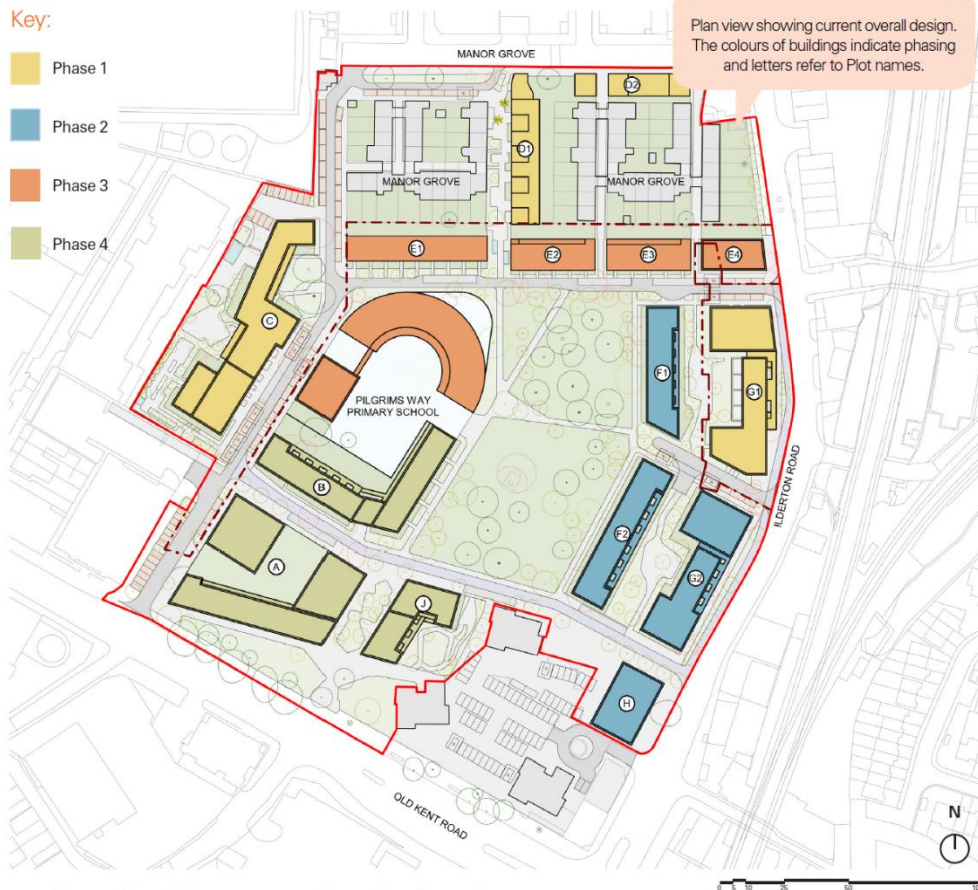 Key:
Phase 1
Phase 2
Phase 3
Phase 4
Plan view showing current overall design.
The colours of buildings indicate phasing
and letters refer to Plot names.
MANOR GROVE
D2
D1
MANOR GROVE
MANOR GROVE
E1
E2
E3
E4
C
F1
G1
PILGRIMS WAY
PRIMARY SCHOOL
ILDERTON ROAD
B
F2
A
G2
J
H
OLD KENT ROAD
N
0 5 10 25 50 100